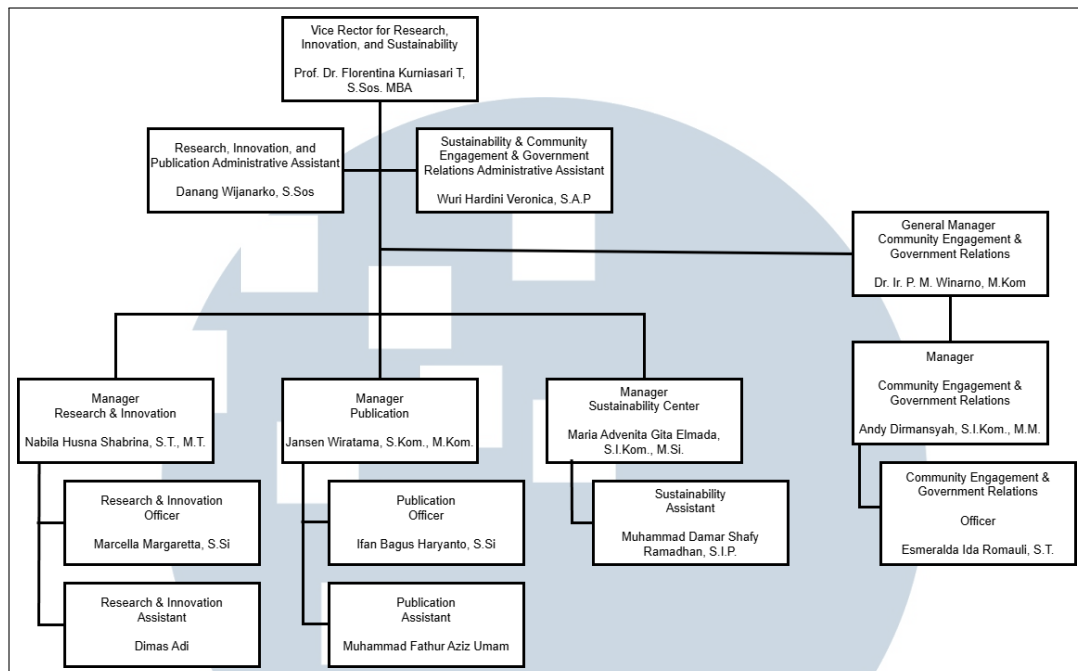 Vice Rector for Research,
Innovation, and Sustainability
Prof. Dr. Florentina Kurniasari T,
S.Sos. MBA
Research, Innovation, and
Publication Administrative Assistant
Danang Wijanarko, S.Sos
Sustainability & Community
Engagement & Government
Relations Administrative Assistant
Wuri Hardini Veronica, S.A.P
General Manager
Community Engagement &
Government Relations
Dr. Ir. P. M. Winarno, M.Kom
Manager
Research & Innovation
Nabila Husna Shabrina, S.T., M.T.
Manager
Publication
Jansen Wiratama, S.Kom., M.Kom.
Manager
Sustainability Center
Maria Advenita Gita Elmada,
S.I.Kom., M.Si.
Manager
Community Engagement &
Government Relations
Andy Dirmansyah, S.I.Kom., M.M.
Research & Innovation
Officer
Marcella Margaretta, S.Si
Publication
Officer
Ifan Bagus Haryanto, S.Si
Sustainability
Assistant
Muhammad Damar Shafy
Ramadhan, S.I.P.
Community Engagement &
Government Relations
Officer
Esmeralda Ida Romauli, S.T.
Research & Innovation
Assistant
Dimas Adi
Publication
Assistant
Muhammad Fathur Aziz Umam